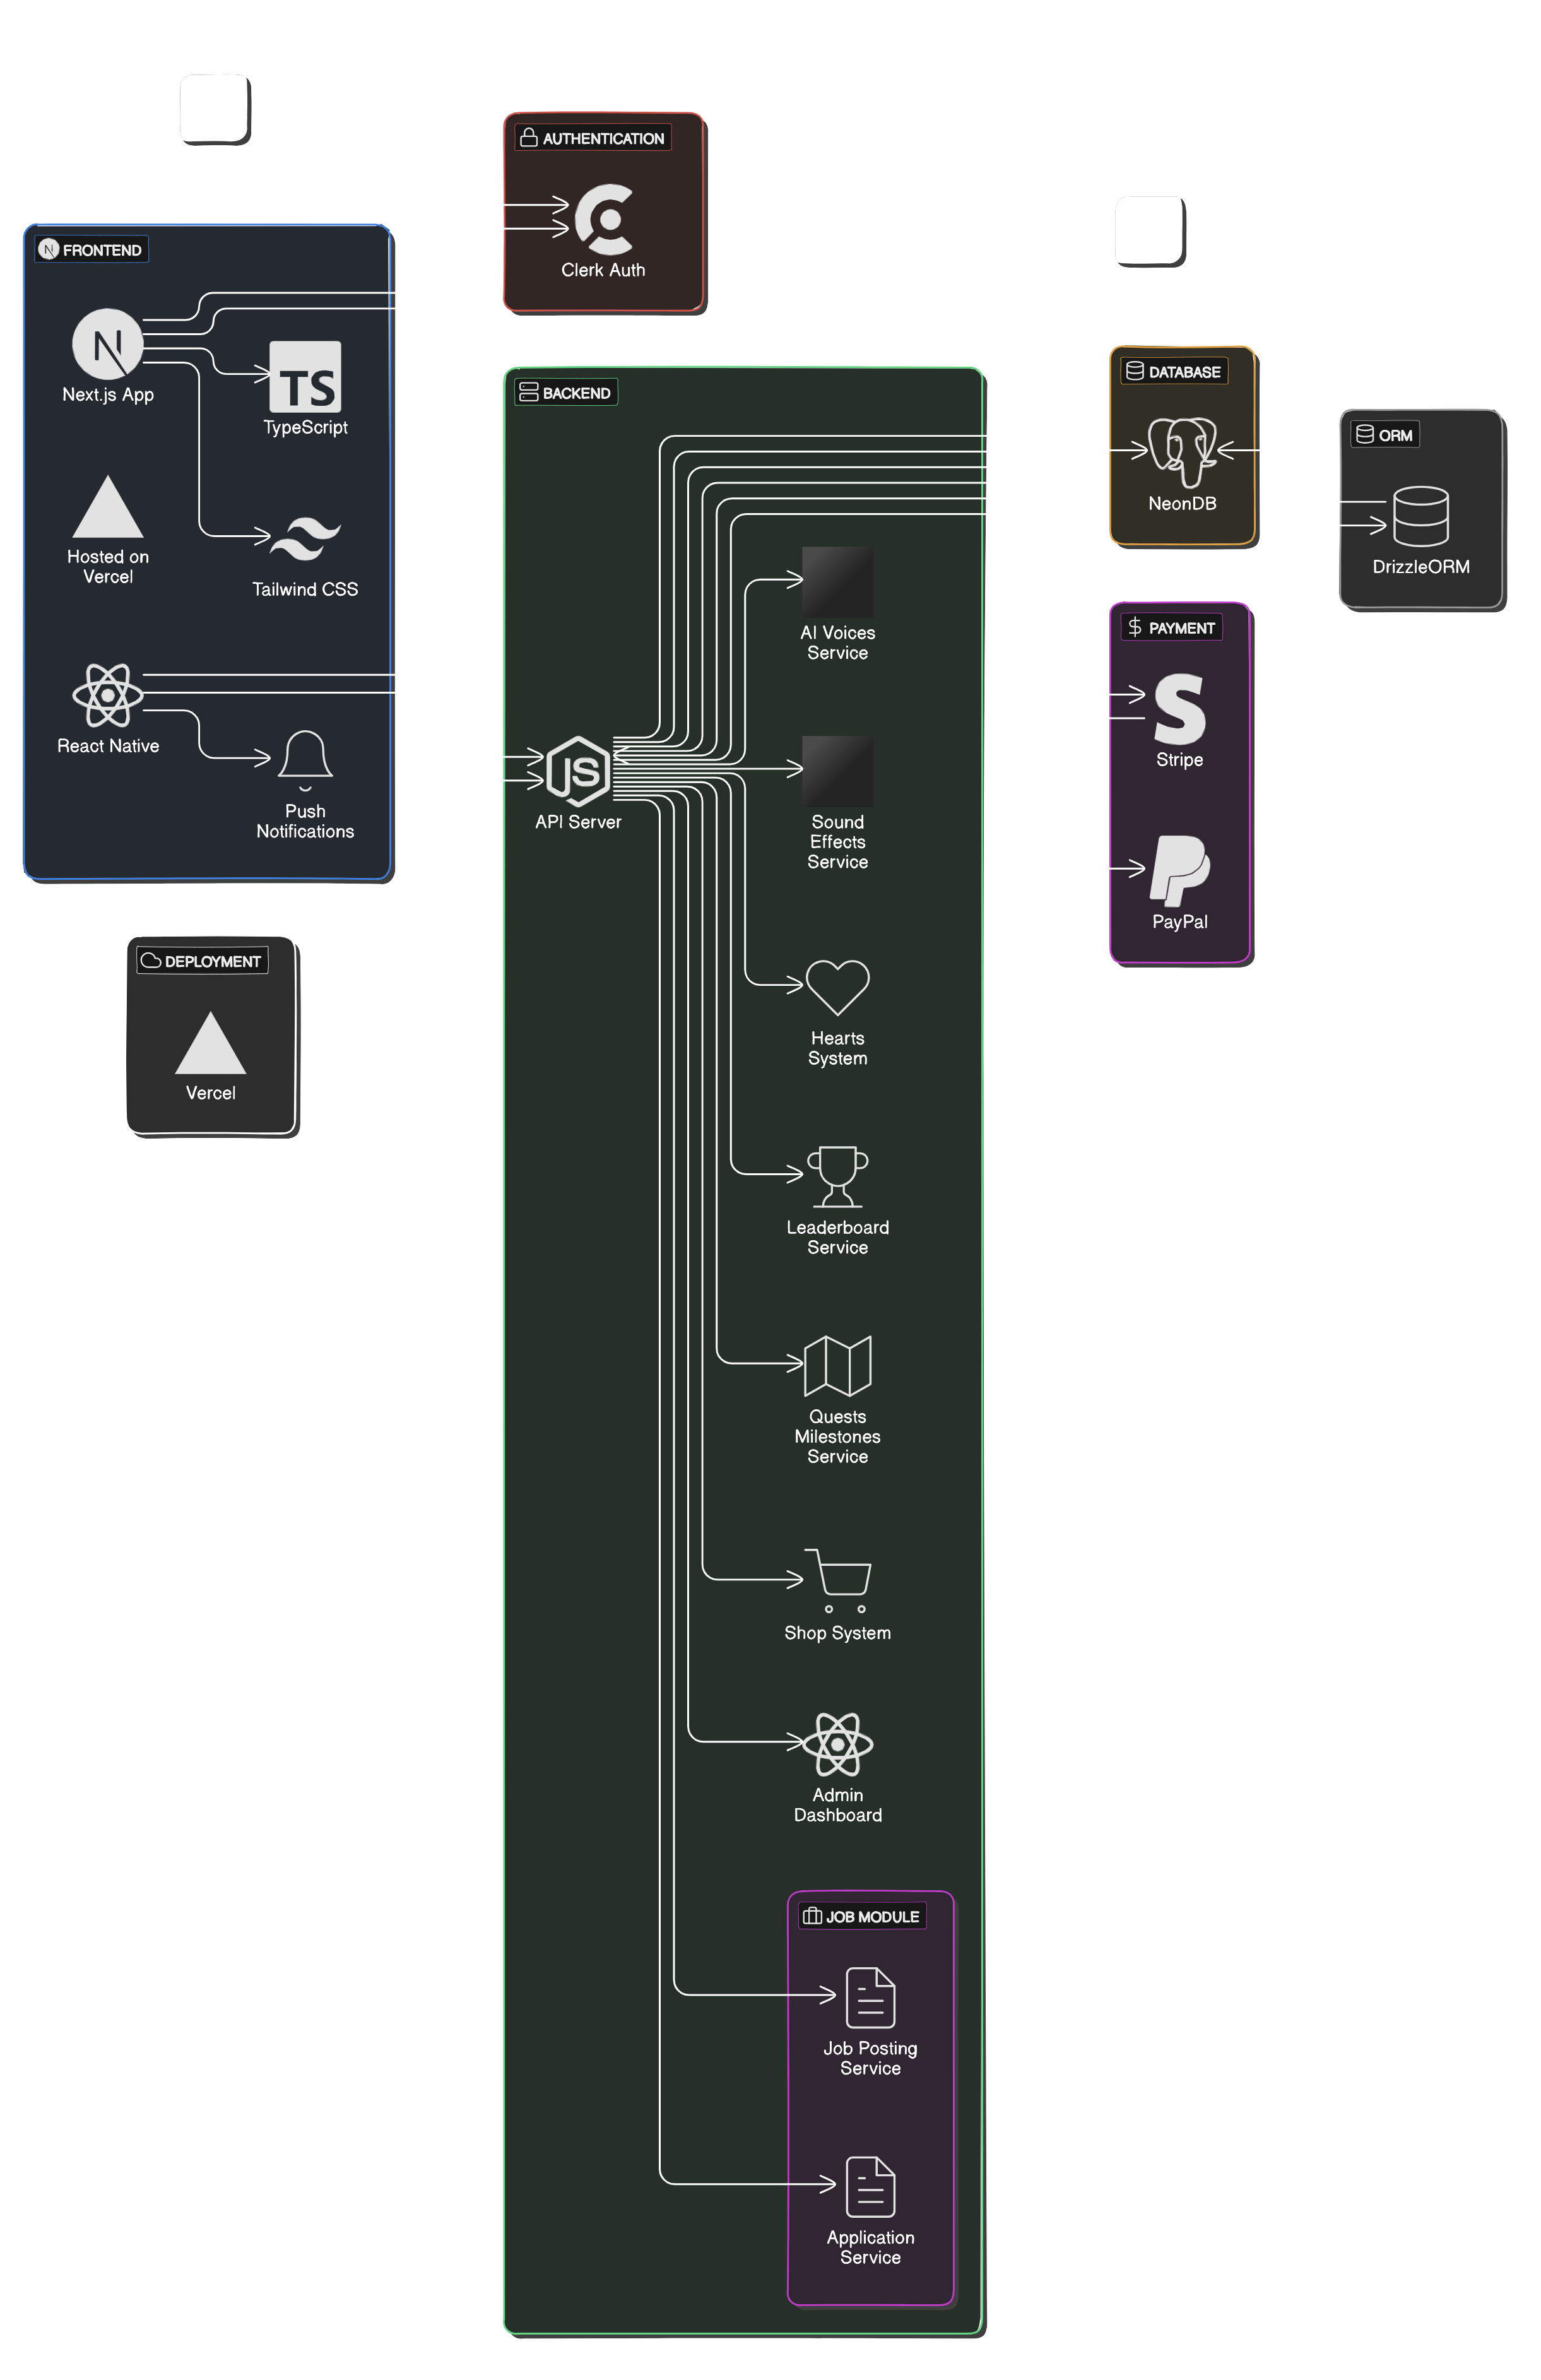 AUTHENTICATION
Clerk Auth
FRONTEND
N
Next.js App
TS
TypeScript
Hosted on
Vercel
Tailwind CSS
React Native
Push
Notifications
DEPLOYMENT
Vercel
BACKEND
JS
API Server
AI Voices
Service
Sound
Effects
Service
Hearts
System
Leaderboard
Service
Quests
Milestones
Service
Shop System
Admin
Dashboard
JOB MODULE
Job Posting
Service
Application
Service
DATABASE
NeonDB
ORM
DrizzleORM
$ PAYMENT
S
Stripe
P
PayPal